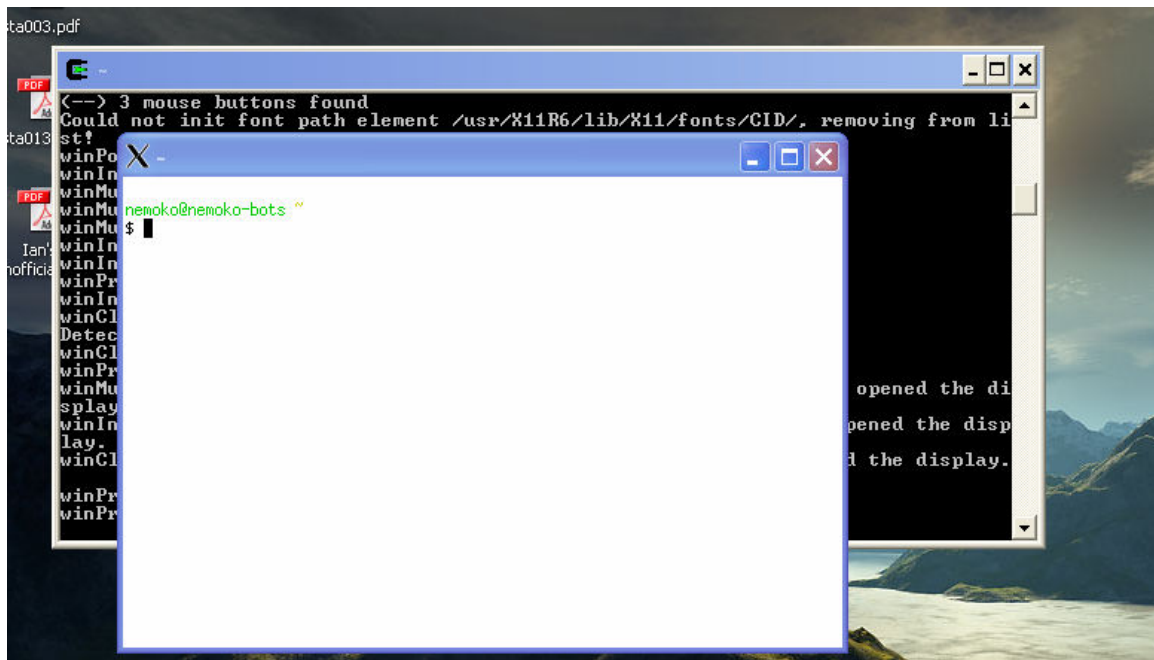 sta003.pdf
~
PDF
(--) 3 mouse buttons found
Could not init font path element /usr/X11R6/lib/X11/fonts/CID/, removing from li
sta013
st!
~
winPo
winIn
winMu
PDF
winMu
nemoko@nemoko-bots ~
winMu
$
Ian's
winIn
nofficia
winIn
winPr
winIn
winCl
Detec
winCl
winPr
winMu
opened the di
splay
winIn
pened the disp
lay.
winCl
d the display.
winPr
winPr